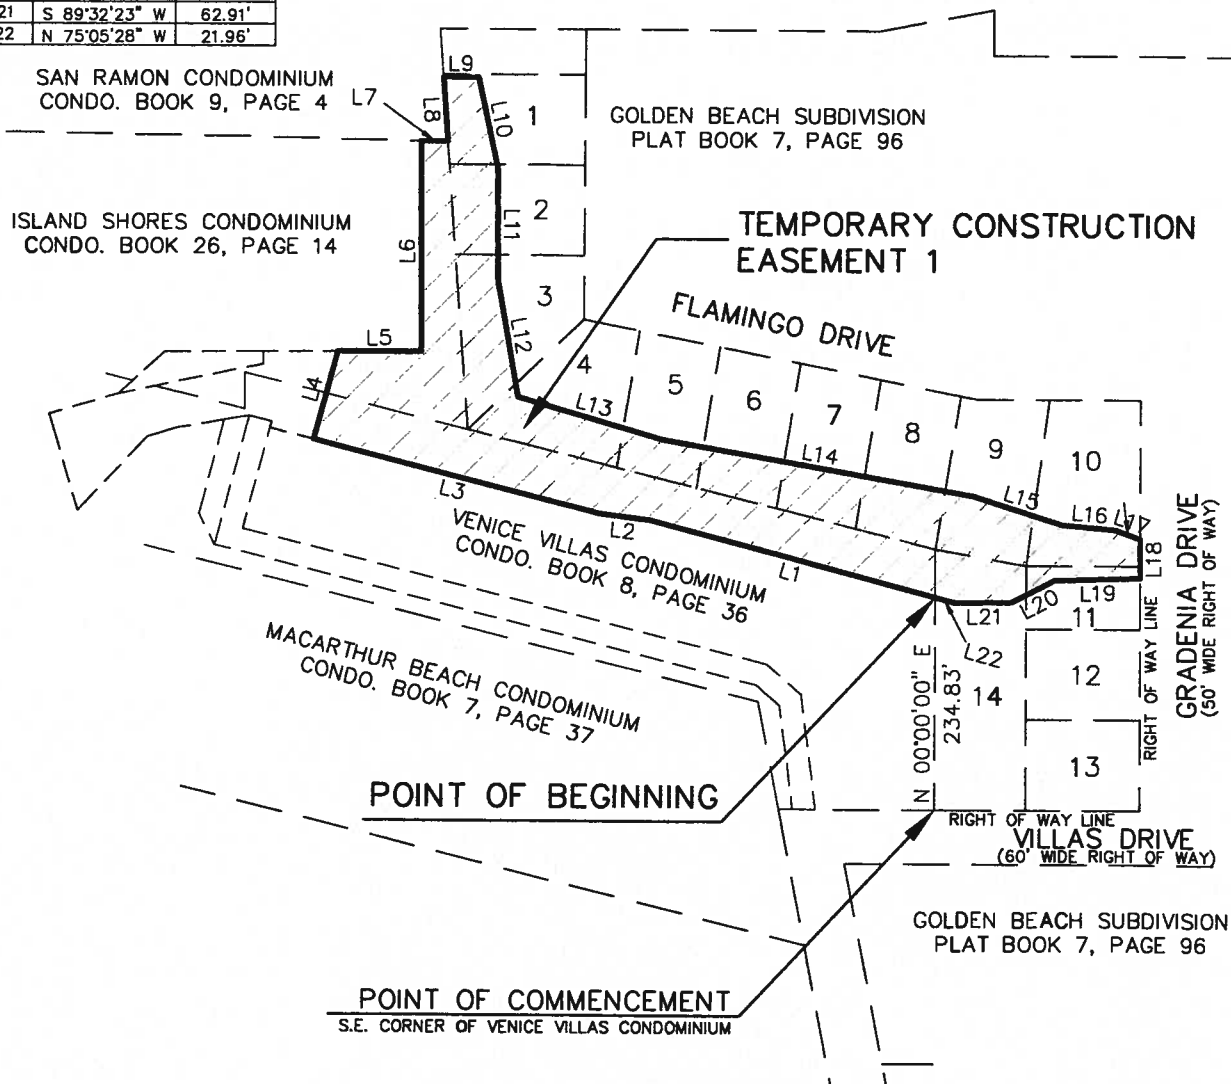 21 S 89°32'23" W 62.91'
22 N 75°05'28" W 21.96'
SAN RAMON CONDOMINIUM
CONDO. BOOK 9, PAGE 4
L7
L9
L8
L10
1
GOLDEN BEACH SUBDIVISION
PLAT BOOK 7, PAGE 96
ISLAND SHORES CONDOMINIUM
CONDO. BOOK 26, PAGE 14
L6
L11
2
TEMPORARY CONSTRUCTION
EASEMENT 1
3
FLAMINGO DRIVE
L5
L12
4
5
6
7
8
9
10
L4
L13
L14
L15
L16
L17
L18
GRADENIA DRIVE
(50' WIDE RIGHT OF WAY)
RIGHT OF WAY LINE
L3
L2
L1
VENICE VILLAS CONDOMINIUM
CONDO. BOOK 8, PAGE 36
L19
L20
L21
L22
11
12
13
14
N 00°00'00" E
234.83'
MACARTHUR BEACH CONDOMINIUM
CONDO. BOOK 7, PAGE 37
POINT OF BEGINNING
RIGHT OF WAY LINE
VILLAS DRIVE
(60' WIDE RIGHT OF WAY)
GOLDEN BEACH SUBDIVISION
PLAT BOOK 7, PAGE 96
POINT OF COMMENCEMENT
S.E. CORNER OF VENICE VILLAS CONDOMINIUM